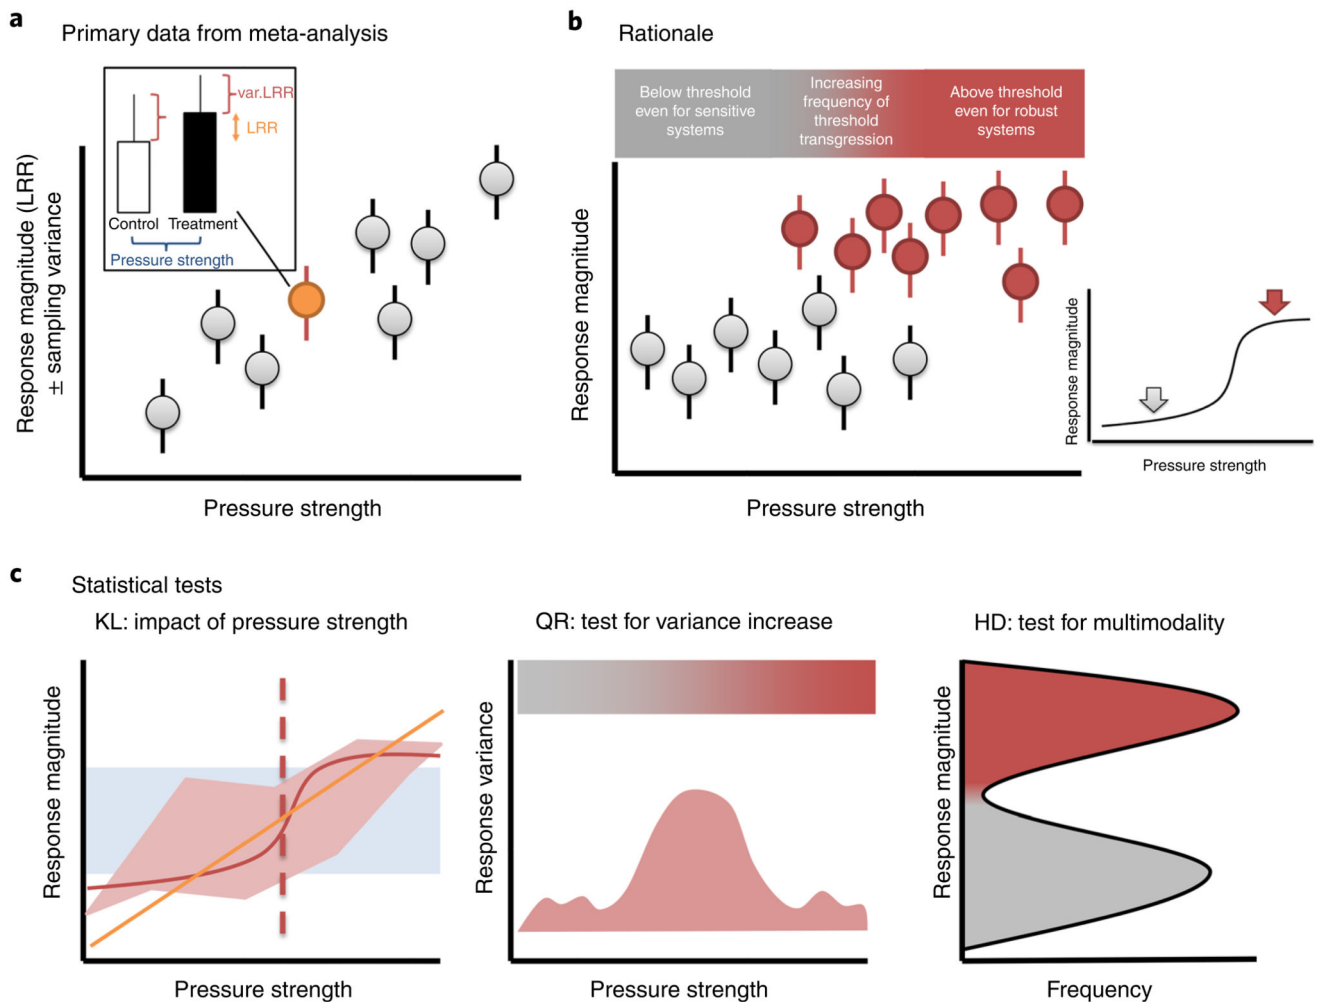 a
Primary data from meta-analysis
var.LRR
LRR
Control
Treatment
Pressure strength
Response magnitude (LRR)
± sampling variance
Pressure strength
b
Rationale
Below threshold
even for sensitive
systems
Increasing
frequency of
threshold
transgression
Above threshold
even for robust
systems
Response magnitude
Pressure strength
Response magnitude
Pressure strength
c
Statistical tests
KL: impact of pressure strength
Response magnitude
Pressure strength
QR: test for variance increase
Response variance
Pressure strength
HD: test for multimodality
Response magnitude
Frequency